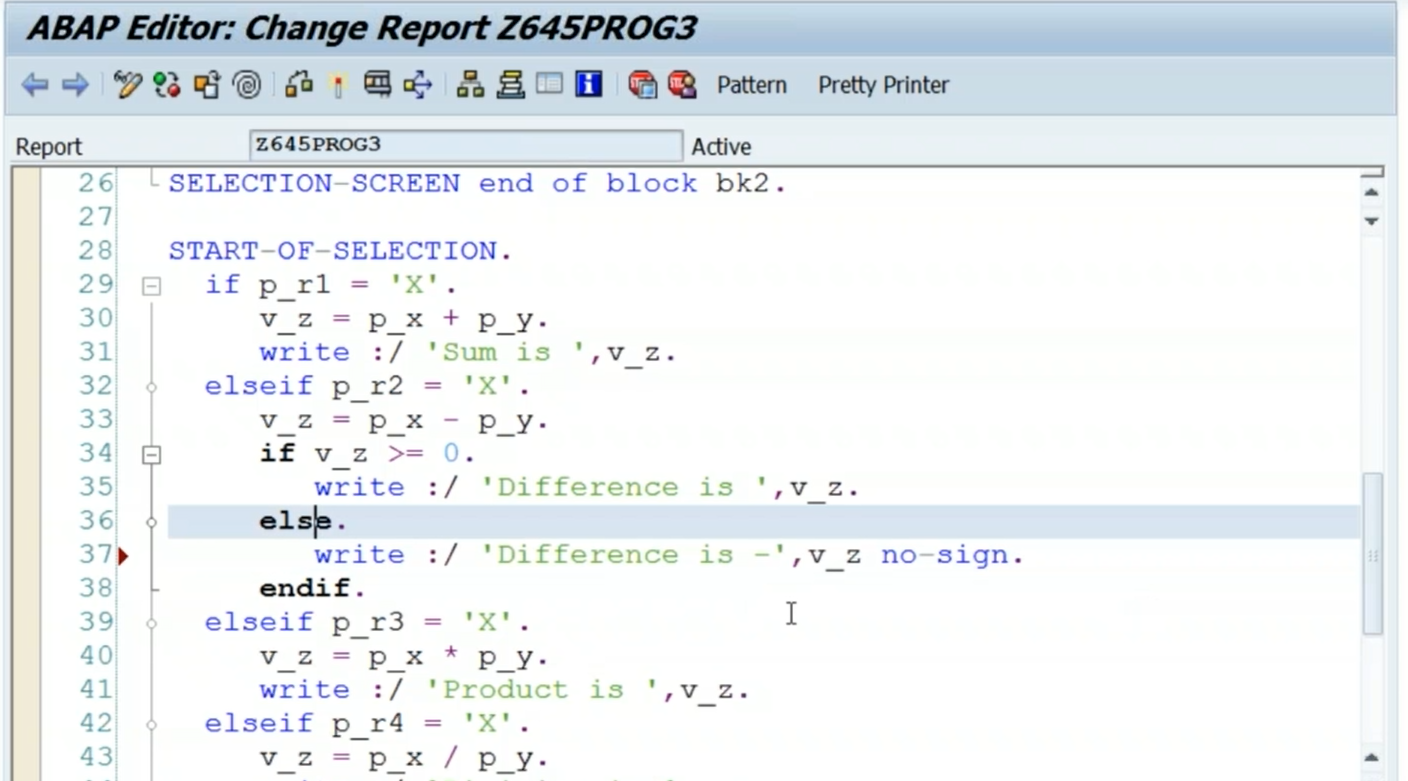 ABAP Editor: Change Report Z645PROG3
Pattern Pretty Printer
Report Z645PROG3 Active
26 SELECTION-SCREEN end of block bk2.
27
28 START-OF-SELECTION.
29 if p_r1 = 'X'.
30 v_z = p_x + p_y.
31 write :/ 'Sum is ',v_z.
32 elseif p_r2 = 'X'.
33 v_z = p_x - p_y.
34 if v_z >= 0.
35 write :/ 'Difference is ',v_z.
36 else.
37 write :/ 'Difference is -',v_z no-sign.
38 endif.
39 elseif p_r3 = 'X'.
40 v_z = p_x * p_y.
41 write :/ 'Product is ',v_z.
42 elseif p_r4 = 'X'.
43 v_z = p_x / p_y.